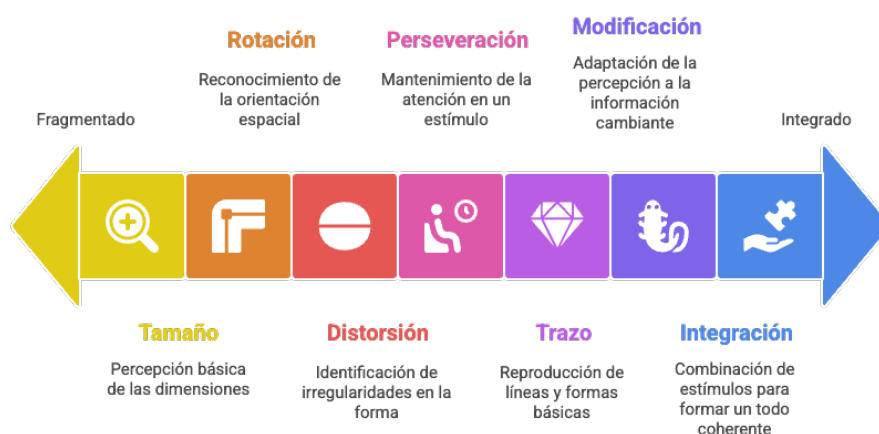 Rotación
Reconocimiento de
la orientación
espacial
Perseveración
Mantenimiento de la
atención en un
estímulo
Modificación
Adaptación de la
percepción a la
información
cambiante
Fragmentado
Integrado
Tamaño
Percepción básica
de las dimensiones
Distorsión
Identificación de
irregularidades en la
forma
Trazo
Reproducción de
líneas y formas
básicas
Integración
Combinación de
estímulos para
formar un todo
coherente